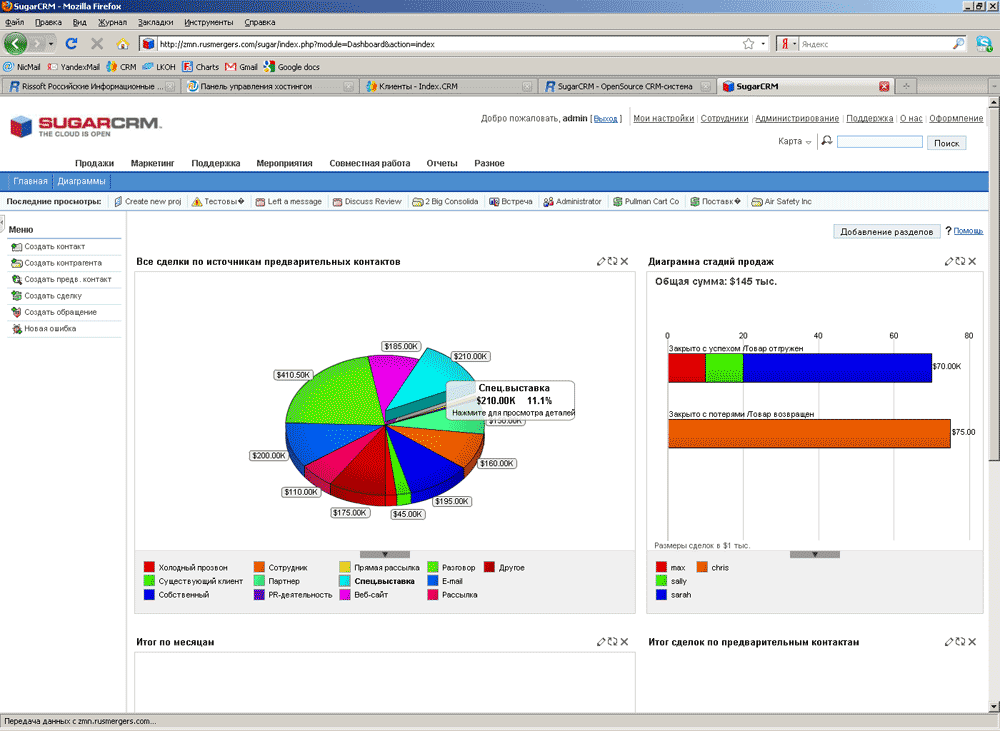 SugarCRM - Mozilla Firefox
Файл Правка Вид Журнал Закладки Инструменты Справка
http://zmn.rusmergers.com/sugar/index.php?module=Dashboard&action=index
Яндекс
NicMail YandexMail CRM LKOH Charts Gmail Google docs
Rissoft Российские Информационные ... Панель управления хостингом Клиенты - Index.CRM SugarCRM - OpenSource CRM-система SugarCRM
SUGARCRM.
THE CLOUD IS OPEN
Добро пожаловать, admin [Выход] Мои настройки Сотрудники Администрирование Поддержка О нас Оформление
Карта Поиск
Продажи Маркетинг Поддержка Мероприятия Совместная работа Отчеты Разное
Главная Диаграммы
Последние просмотры: Create new proj Тестовы� Left a message Discuss Review 2 Big Consolida Встреча Administrator Pullman Cart Co Поставк� Air Safety Inc
Меню
Создать контакт
Создать контрагента
Создать предв. контакт
Создать сделку
Создать обращение
Новая ошибка
Добавление разделов ? Помощь
Все сделки по источникам предварительных контактов
$185.00K
$210.00K
$410.50K
Спец.выставка
$210.00K 11.1%
Нажмите для просмотра деталей
$200.00K
$160.00K
$110.00K
$195.00K
$175.00K
$45.00K
Холодный прозвон Сотрудник Прямая рассылка Разговор Другое
Существующий клиент Партнер Спец.выставка E-mail
Собственный PR-деятельность Веб-сайт Рассылка
Диаграмма стадий продаж
Общая сумма: $145 тыс.
0 20 40 60 80
Закрыто с успехом /Товар отгружен
$70.00K
Закрыто с потерями /Товар возвращен
$75.00
Размеры сделок в $1 тыс.
max chris
sally
sarah
Итог по месяцам
Итог сделок по предварительным контактам
Передача данных с zmn.rusmergers.com...